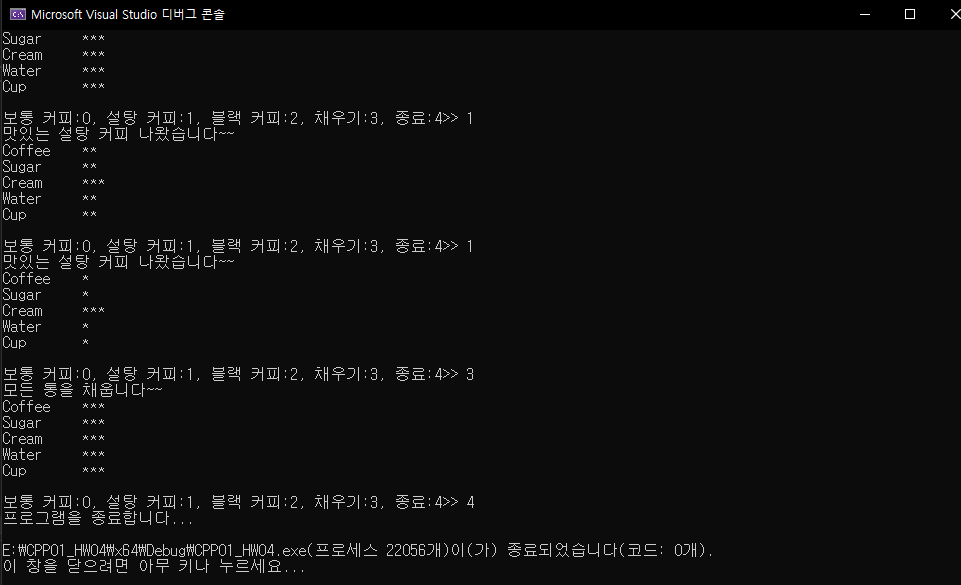 Microsoft Visual Studio 디버그 콘솔
Sugar ***
Cream ***
Water ***
Cup ***
보통 커피:0, 설탕 커피:1, 블랙 커피:2, 채우기:3, 종료:4>> 1
맛있는 설탕 커피 나왔습니다~~
Coffee **
Sugar **
Cream ***
Water **
Cup **
보통 커피:0, 설탕 커피:1, 블랙 커피:2, 채우기:3, 종료:4>> 1
맛있는 설탕 커피 나왔습니다~~
Coffee *
Sugar *
Cream ***
Water *
Cup *
보통 커피:0, 설탕 커피:1, 블랙 커피:2, 채우기:3, 종료:4>> 3
모든 통을 채웁니다~~
Coffee ***
Sugar ***
Cream ***
Water ***
Cup ***
보통 커피:0, 설탕 커피:1, 블랙 커피:2, 채우기:3, 종료:4>> 4
프로그램을 종료합니다...
E:₩CPP01_HW04₩x64₩Debug₩CPP01_HW04.exe(프로세스 22056개)이(가) 종료되었습니다(코드: 0개).
이 창을 닫으려면 아무 키나 누르세요...